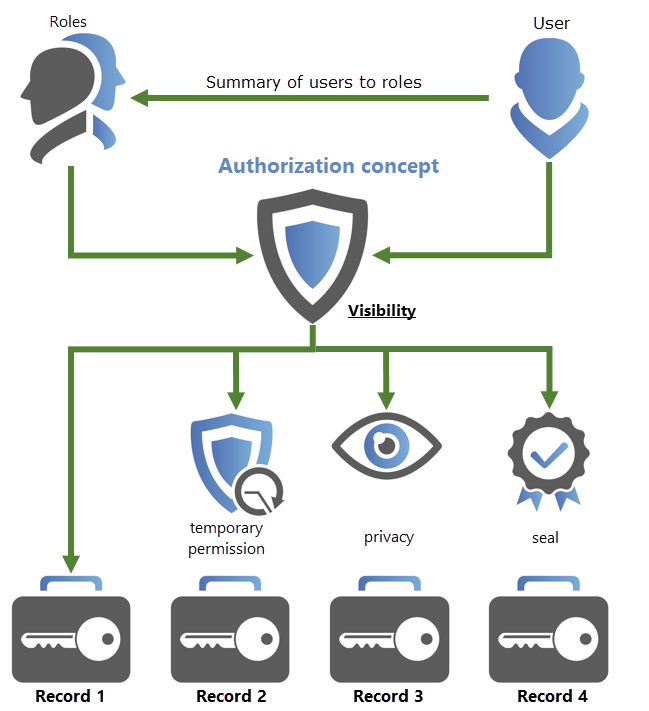 Roles
User
Summary of users to roles
Authorization concept
Visibility
temporary
permission
privacy
seal
Record 1
Record 2
Record 3
Record 4